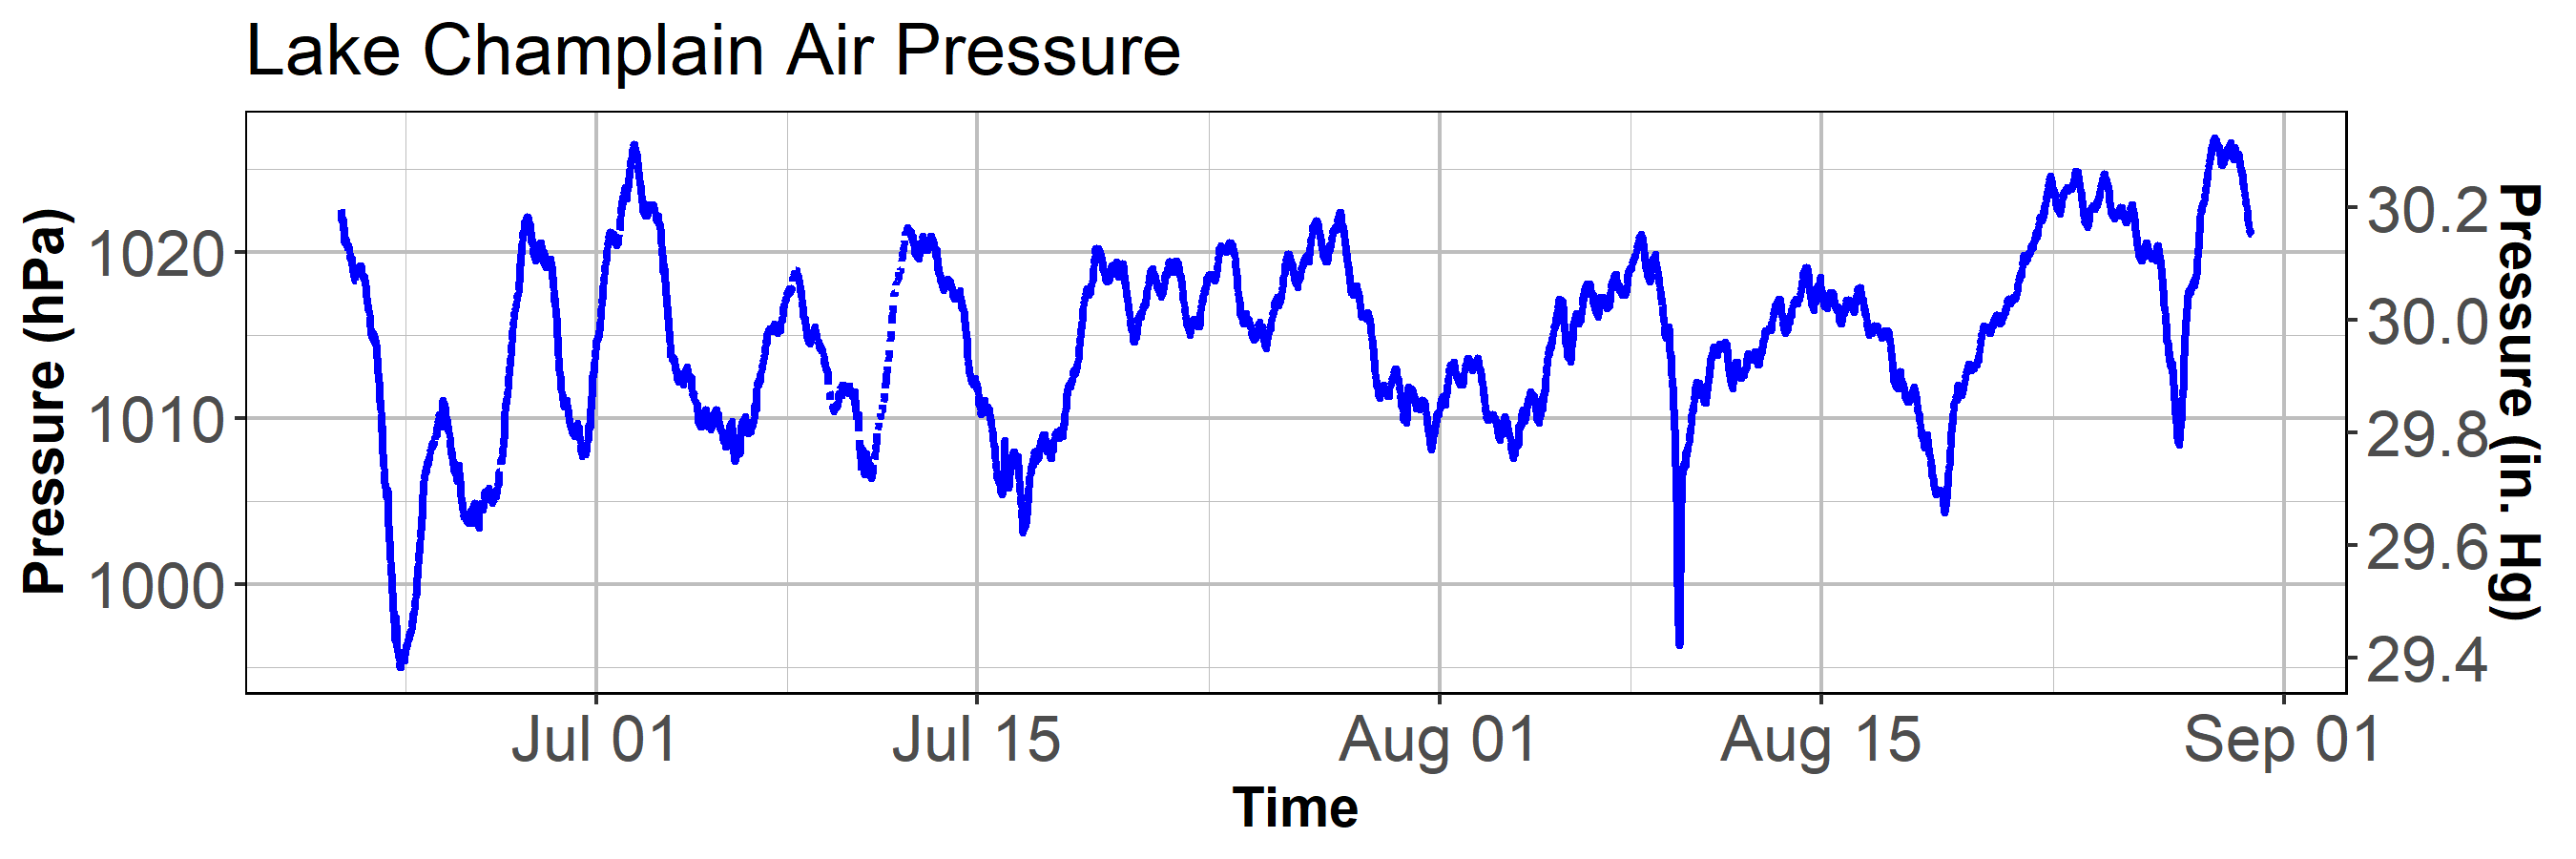 Lake Champlain Air Pressure
Pressure (hPa)
1020
1010
1000
30.2
30.0
29.8
29.6
29.4
Pressure (in. Hg)
Jul 01
Jul 15
Aug 01
Aug 15
Sep 01
Time